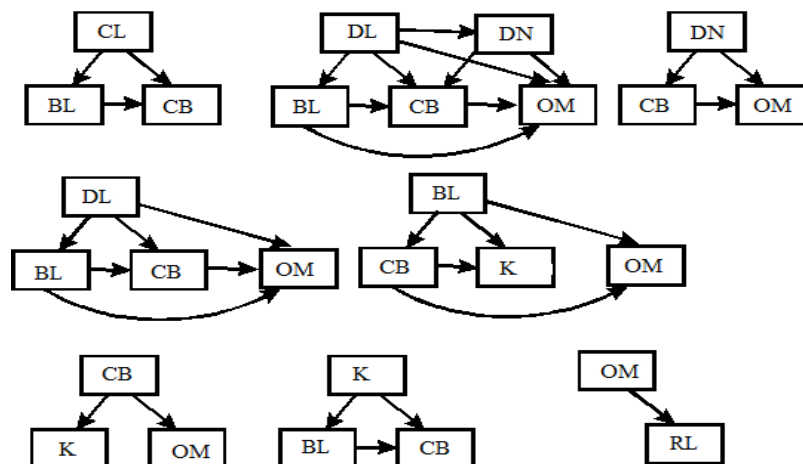 CL
BL CB
DL DN
BL CB OM
DN
CB OM
DL
BL CB OM
BL
CB K OM
CB
K OM
K
BL CB
OM
RL